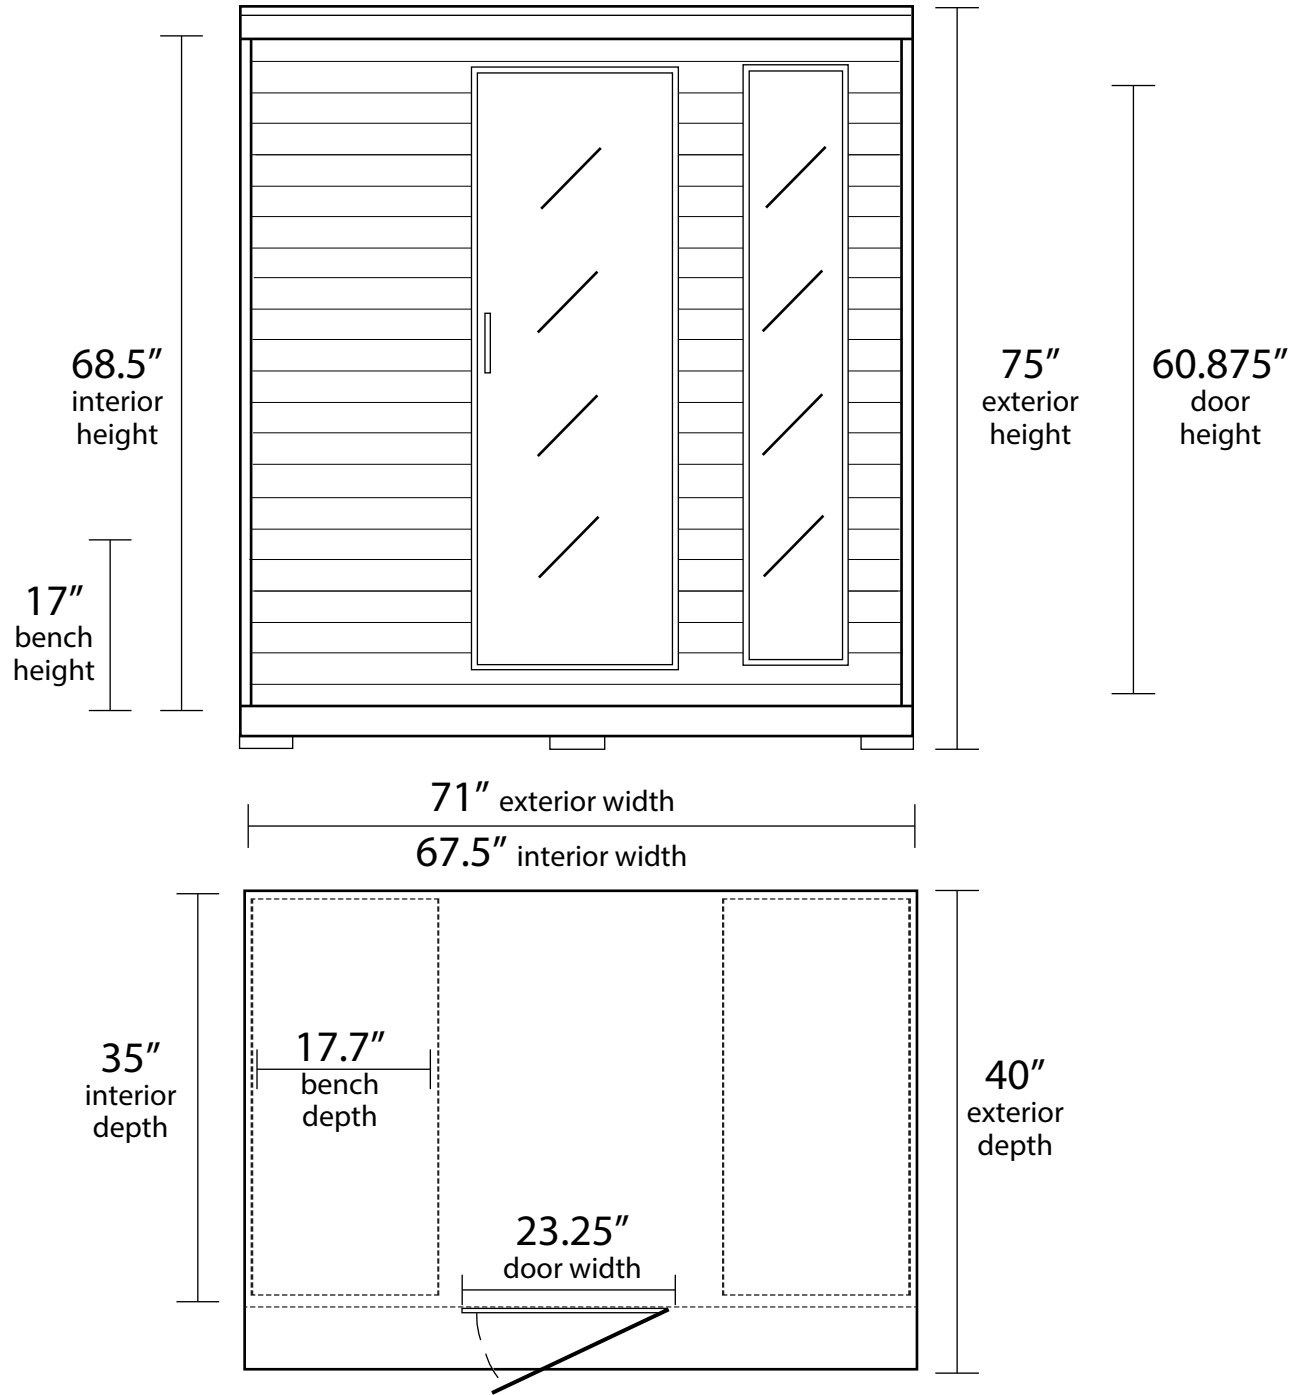 68.5”
interior
height
17”
bench
height
75”
exterior
height
60.875”
door
height
71” exterior width
67.5” interior width
35”
interior
depth
17.7”
bench
depth
40”
exterior
depth
23.25”
door width